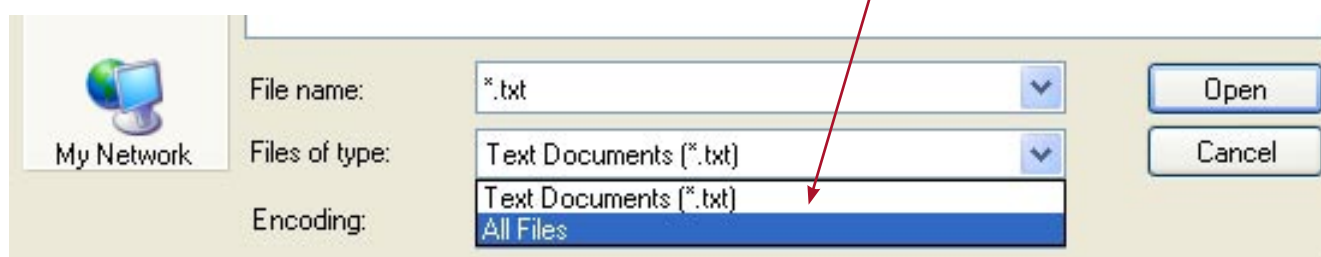 File name:
*.txt
Open
My Network
Files of type:
Text Documents (*.txt)
Cancel
Text Documents (*.txt)
Encoding:
All Files